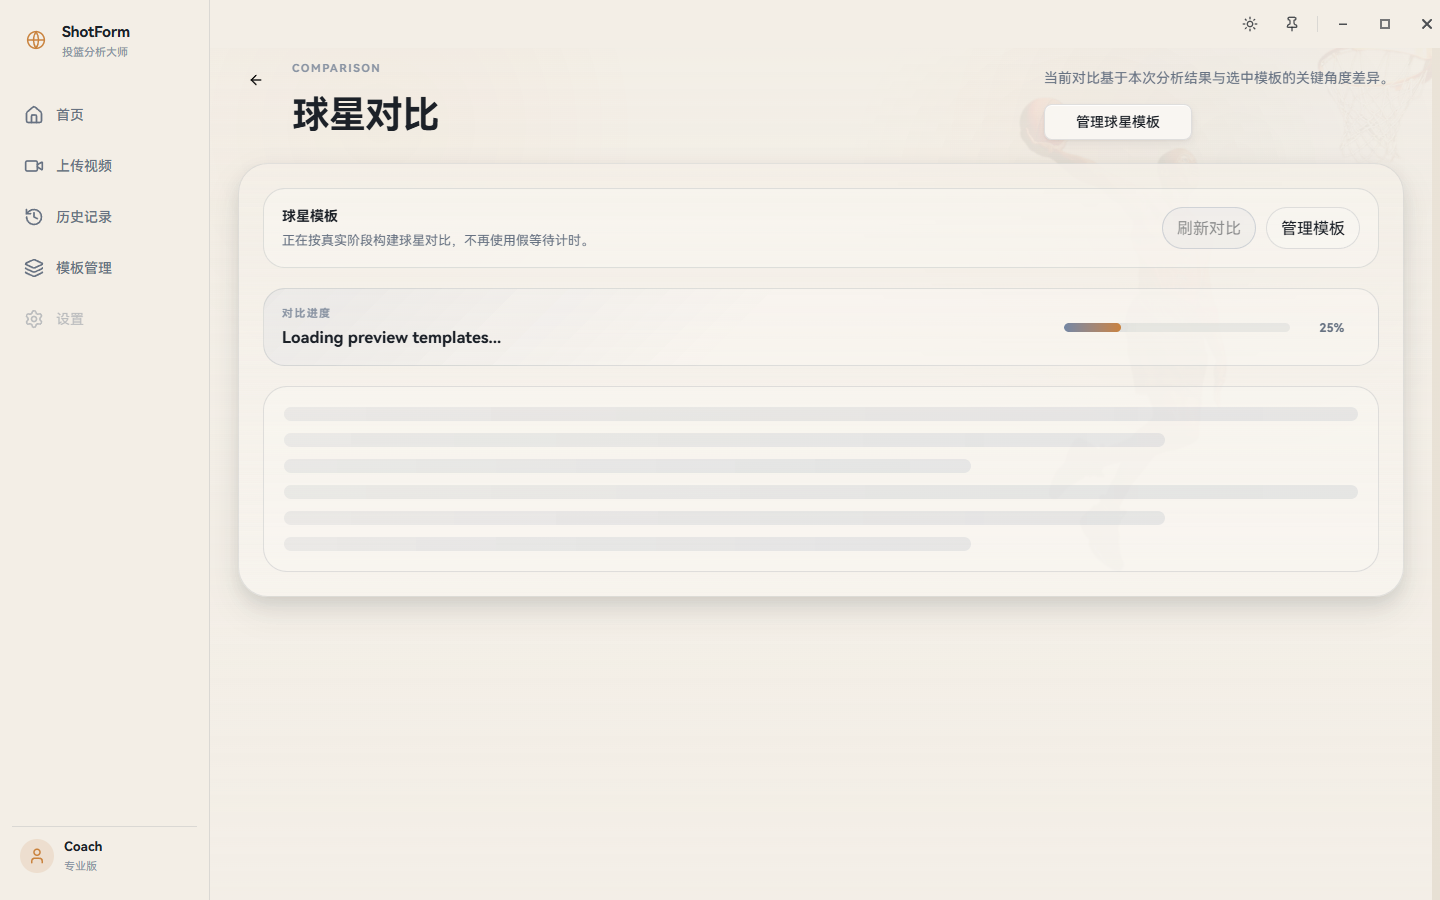 ShotForm
投篮分析大师
首页
上传视频
历史记录
模板管理
设置
Coach
专业版
COMPARISON
球星对比
当前对比基于本次分析结果与选中模板的关键角度差异。
管理球星模板
球星模板
正在按真实阶段构建球星对比，不再使用假等待计时。
刷新对比
管理模板
对比进度
Loading preview templates...
25%